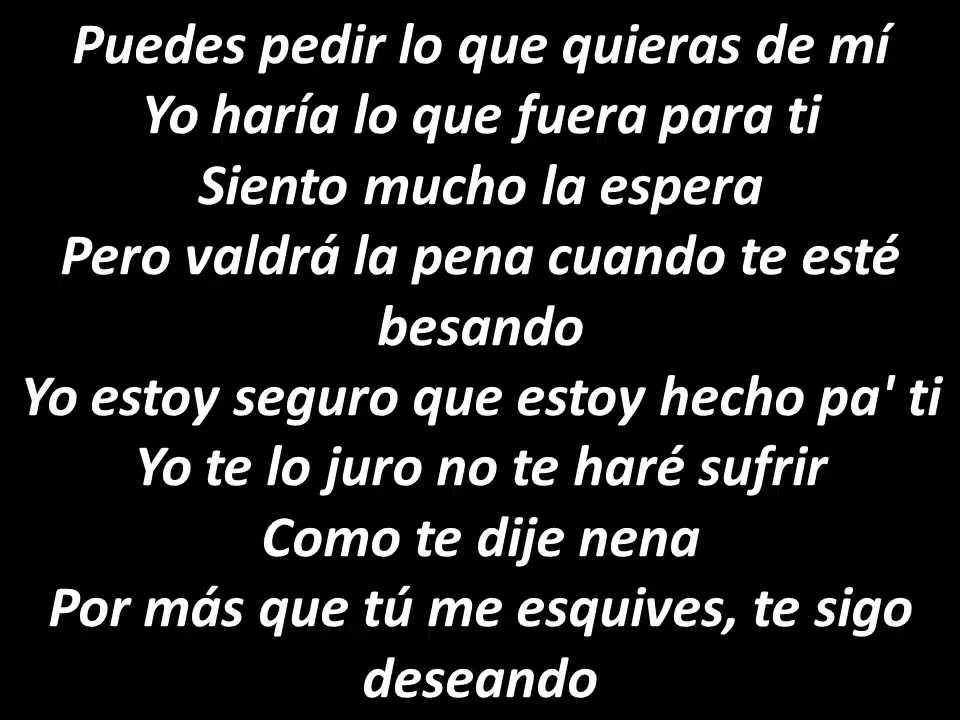 Puedes pedir lo que quieras de mí
Yo haría lo que fuera para ti
Siento mucho la espera
Pero valdrá la pena cuando te esté
besando
Yo estoy seguro que estoy hecho pa' ti
Yo te lo juro no te haré sufrir
Como te dije nena
Por más que tú me esquives, te sigo
deseando